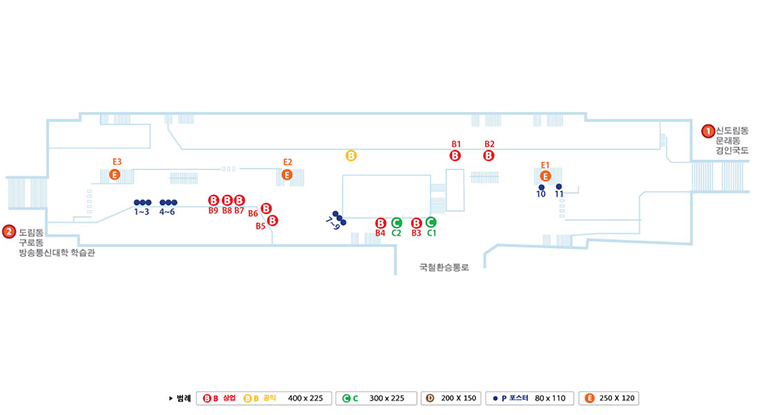 B1
B2
1
신도림동
문래동
경인국도
B
B
B
E3
E
E2
E
E1
E
10
11
1~3
4~6
B
B
B
B9
B8
B7
B6
B
B5
B
7~9
B
C
B
C
B4
C2
B3
C1
2
도림동
구로동
방송통신대학 학습관
국철환승통로
범례
B B 상업
B B 공익
400 x 225
C C
300 x 225
D
200 X 150
P 포스터
80 x 110
E
250 X 120